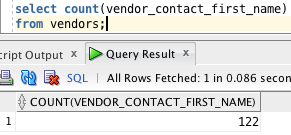 select count(vendor_contact_first_name)
from vendors;
Script Output × Query Result ×
SQL | All Rows Fetched: 1 in 0.086
COUNT(VENDOR_CONTACT_FIRST_NAME)
1 122